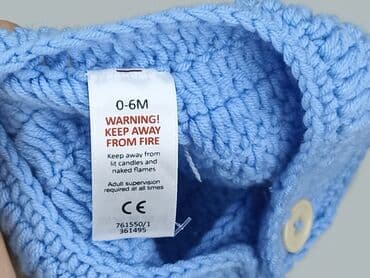 0-6M
WARNING!
KEEP AWAY
FROM FIRE
Keep away from
lit candles and
naked flames
Adult supervision
required at all times
CE
761550/1
361495